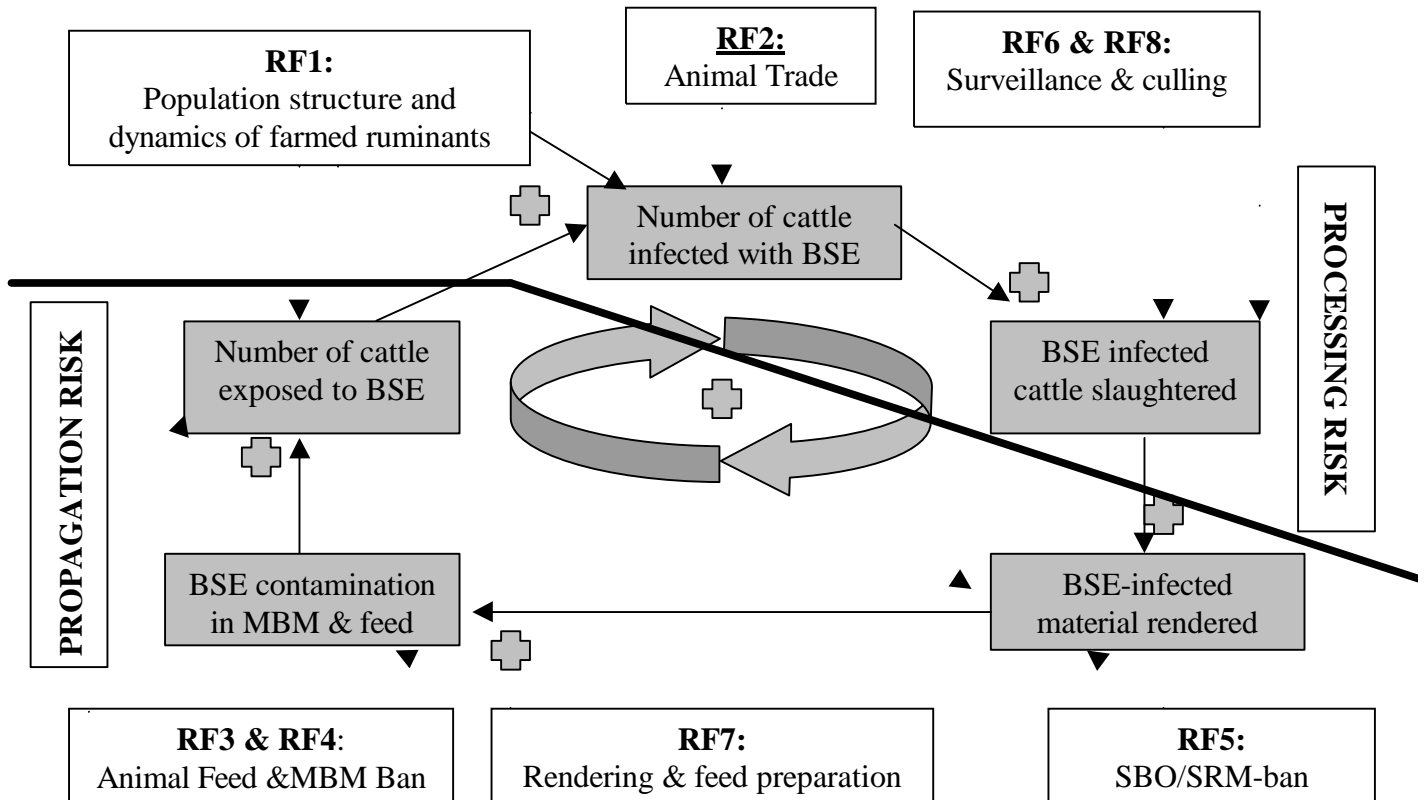 RF1:
Population structure and
dynamics of farmed ruminants
RF2:
Animal Trade
RF6 & RF8:
Surveillance & culling
Number of cattle
infected with BSE
PROPAGATION RISK
Number of cattle
exposed to BSE
BSE infected
cattle slaughtered
PROCESSING RISK
BSE contamination
in MBM & feed
BSE-infected
material rendered
RF3 & RF4:
Animal Feed &MBM Ban
RF7:
Rendering & feed preparation
RF5:
SBO/SRM-ban